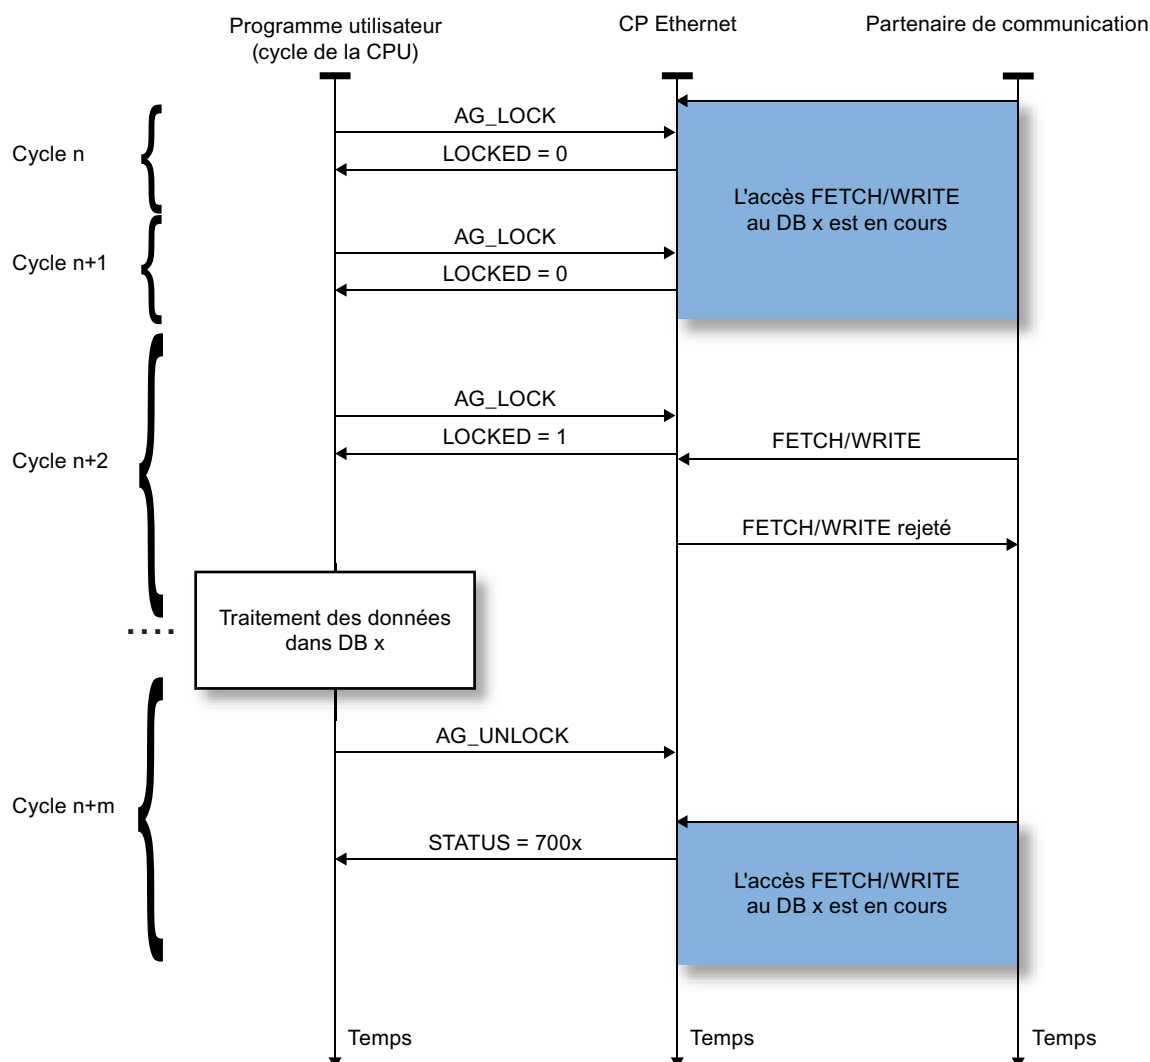 Programme utilisateur
(cycle de la CPU)
CP Ethernet
Partenaire de communication
Cycle n
AG_LOCK
LOCKED = 0
L'accès FETCH/WRITE
au DB x est en cours
Cycle n+1
AG_LOCK
LOCKED = 0
Cycle n+2
AG_LOCK
LOCKED = 1
FETCH/WRITE
FETCH/WRITE rejeté
Traitement des données
dans DB x
....
Cycle n+m
AG_UNLOCK
STATUS = 700x
L'accès FETCH/WRITE
au DB x est en cours
Temps
Temps
Temps